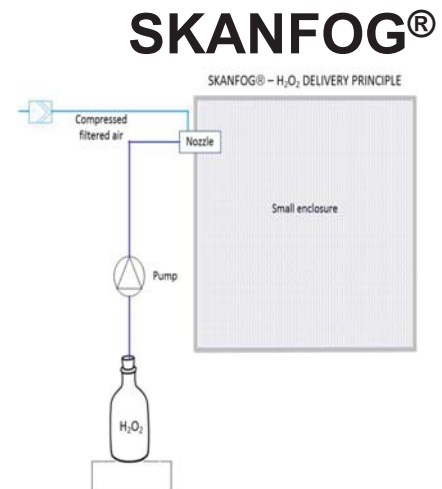 SKANFOG®
SKANFOG® – H₂O₂ DELIVERY PRINCIPLE
Compressed
filtered air
Nozzle
Small enclosure
Pump
H₂O₂